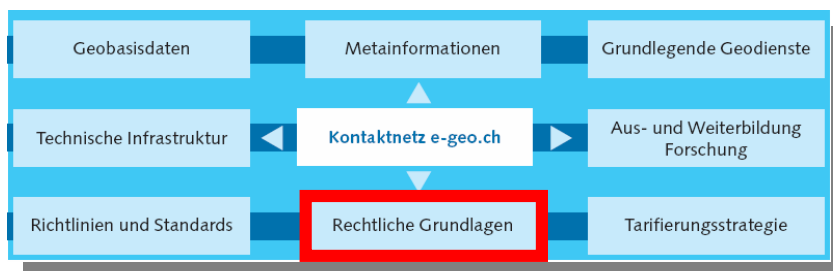 Geobasisdaten
Metainformationen
Grundlegende Geodienste
Technische Infrastruktur
Kontaktnetz e-geo.ch
Aus- und Weiterbildung
Forschung
Richtlinien und Standards
Rechtliche Grundlagen
Tarifierungsstrategie